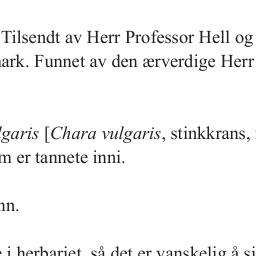 Tilsendt av Herr Professor Hell og
ark. Funnet av den ærverdige Herr
lgaris [Chara vulgaris, stinkkrans,
m er tannete inni.
nn.
i herbariet, så det er vanskelig å si